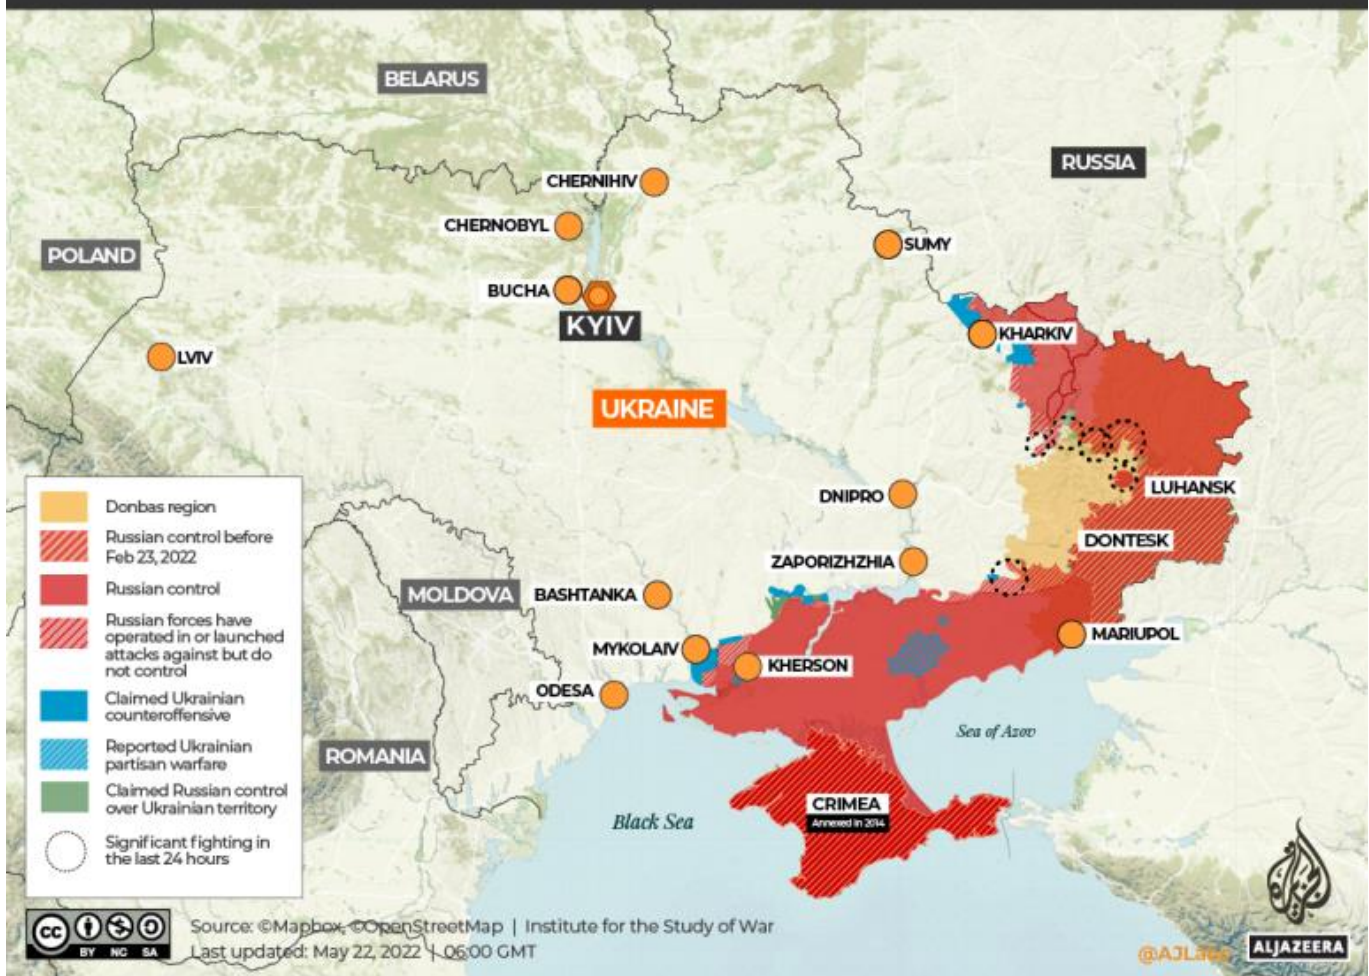 BELARUS
RUSSIA
CHERNIHIV
CHERNOBYL
SUMY
POLAND
BUCHA
KYIV
KHARKIV
LVIV
UKRAINE
DNIPRO
LUHANSK
DONTESK
ZAPORIZHZHIA
MOLDOVA
BASHTANKA
MARIUPOL
MYKOLAIV
KHERSON
ODESA
Sea of Azov
ROMANIA
CRIMEA
Annexed in 2014
Black Sea
Donbas region
Russian control before
Feb 23, 2022
Russian control
Russian forces have
operated in or launched
attacks against but do
not control
Claimed Ukrainian
counteroffensive
Reported Ukrainian
partisan warfare
Claimed Russian control
over Ukrainian territory
Significant fighting in
the last 24 hours
cc
BY NC SA
Source: ©Mapbox, ©OpenStreetMap | Institute for the Study of War
Last updated: May 22, 2022 | 06:00 GMT
@AJLabs
الجزيرة
ALJAZEERA